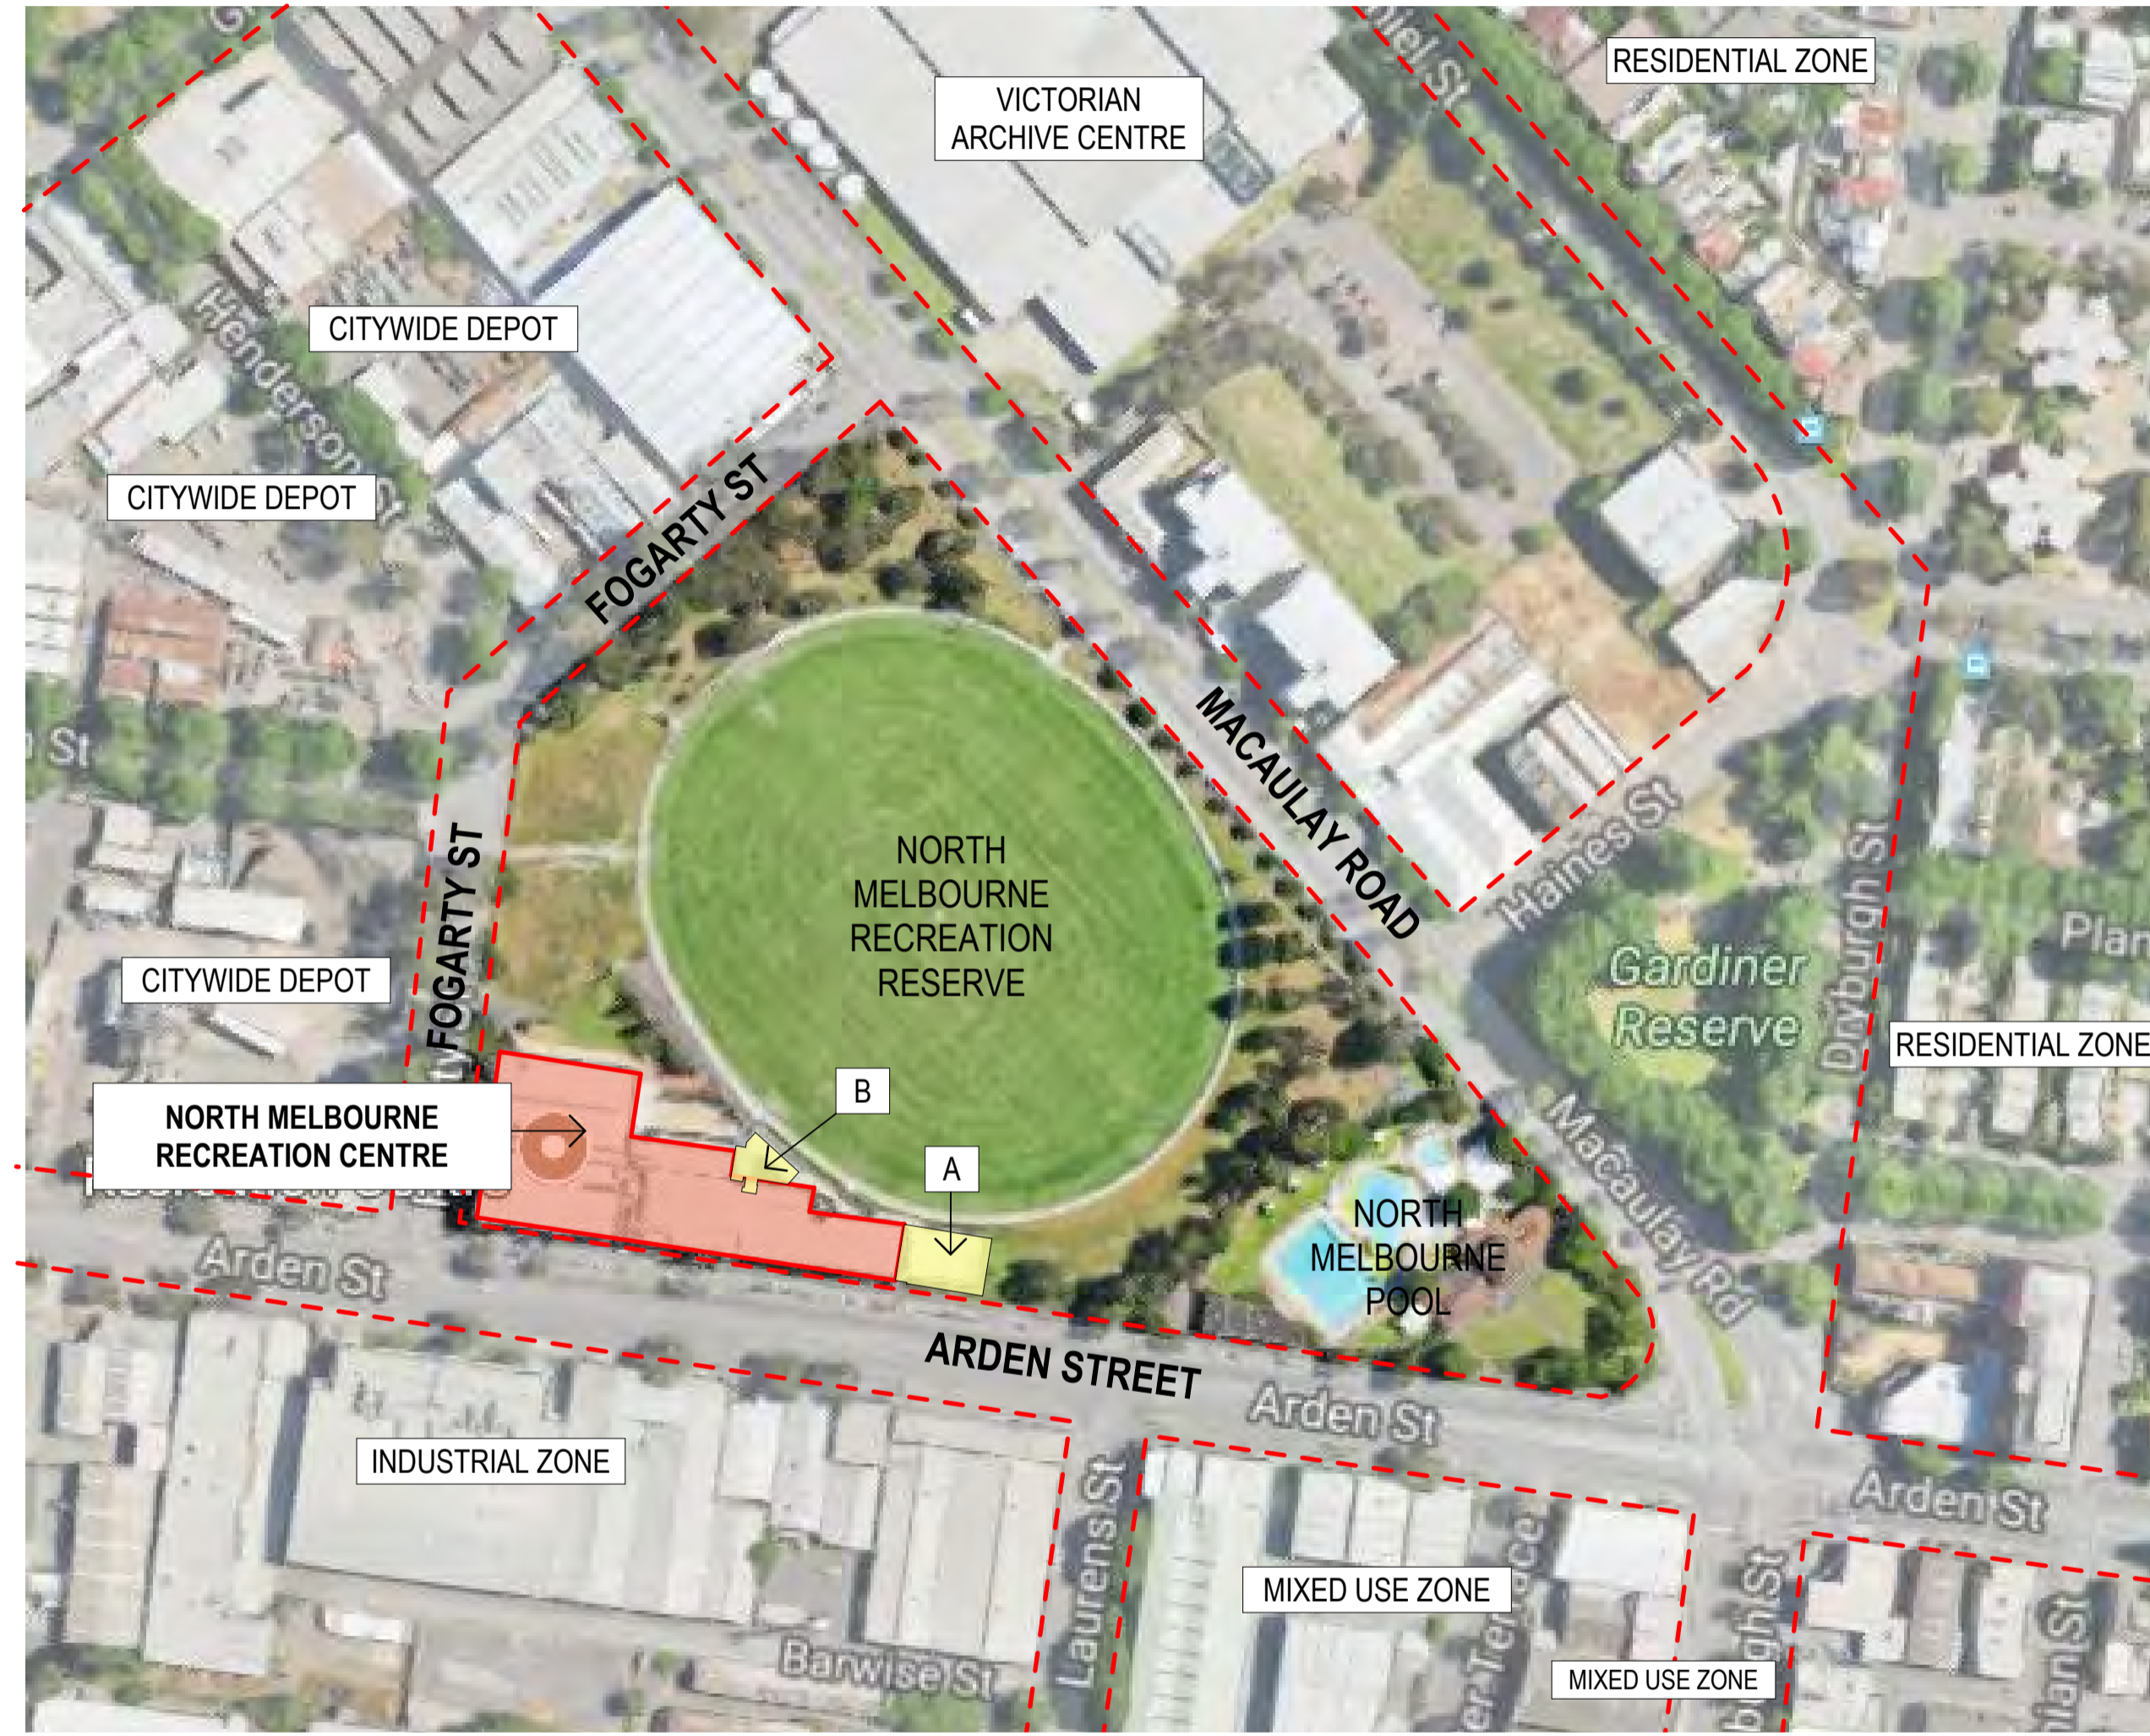 RESIDENTIAL ZONE
VICTORIAN
ARCHIVE CENTRE
CITYWIDE DEPOT
Henderson St
CITYWIDE DEPOT
FOGARTY ST
St
MACAULAY ROAD
Haines St
NORTH
MELBOURNE
RECREATION
RESERVE
FOGARTY ST
Dryburgh St
Gardiner
Reserve
CITYWIDE DEPOT
RESIDENTIAL ZONE
B
NORTH MELBOURNE
RECREATION CENTRE
A
Macaulay Rd
NORTH
MELBOURNE
POOL
Arden St
ARDEN STREET
Arden St
INDUSTRIAL ZONE
Laurens St
Arden St
MIXED USE ZONE
Barwise St
MIXED USE ZONE